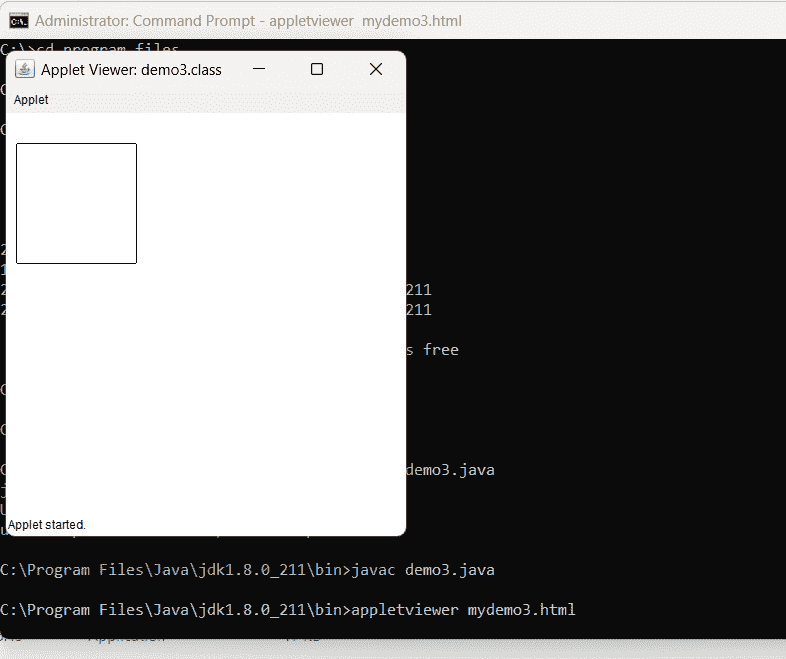 Administrator: Command Prompt - appletviewer mydemo3.html
C:\>cd program files
Applet Viewer: demo3.class
Applet
211
211
s free
demo3.java
Applet started.
C:\Program Files\Java\jdk1.8.0_211\bin>javac demo3.java
C:\Program Files\Java\jdk1.8.0_211\bin>appletviewer mydemo3.html